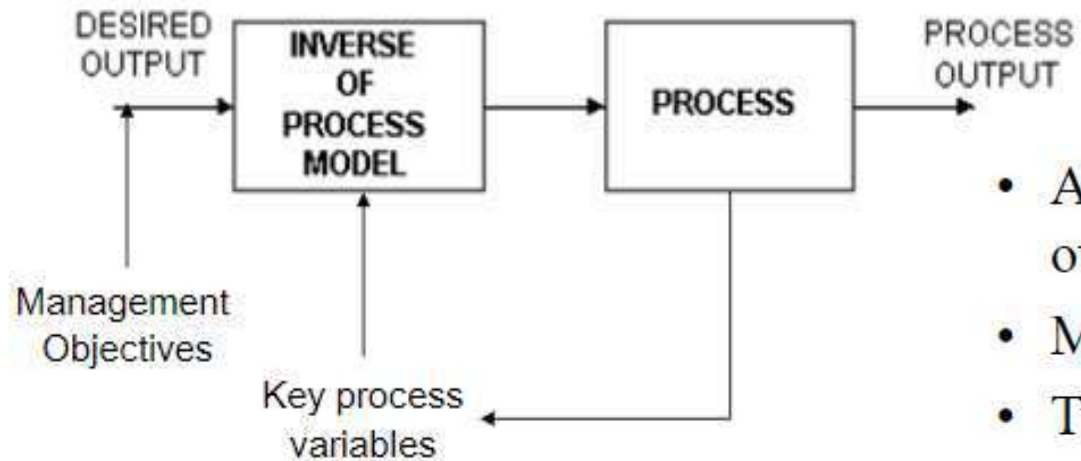 DESIRED
OUTPUT
INVERSE
OF
PROCESS
MODEL
PROCESS
PROCESS
OUTPUT
Management
Objectives
Key process
variables
•
•
•